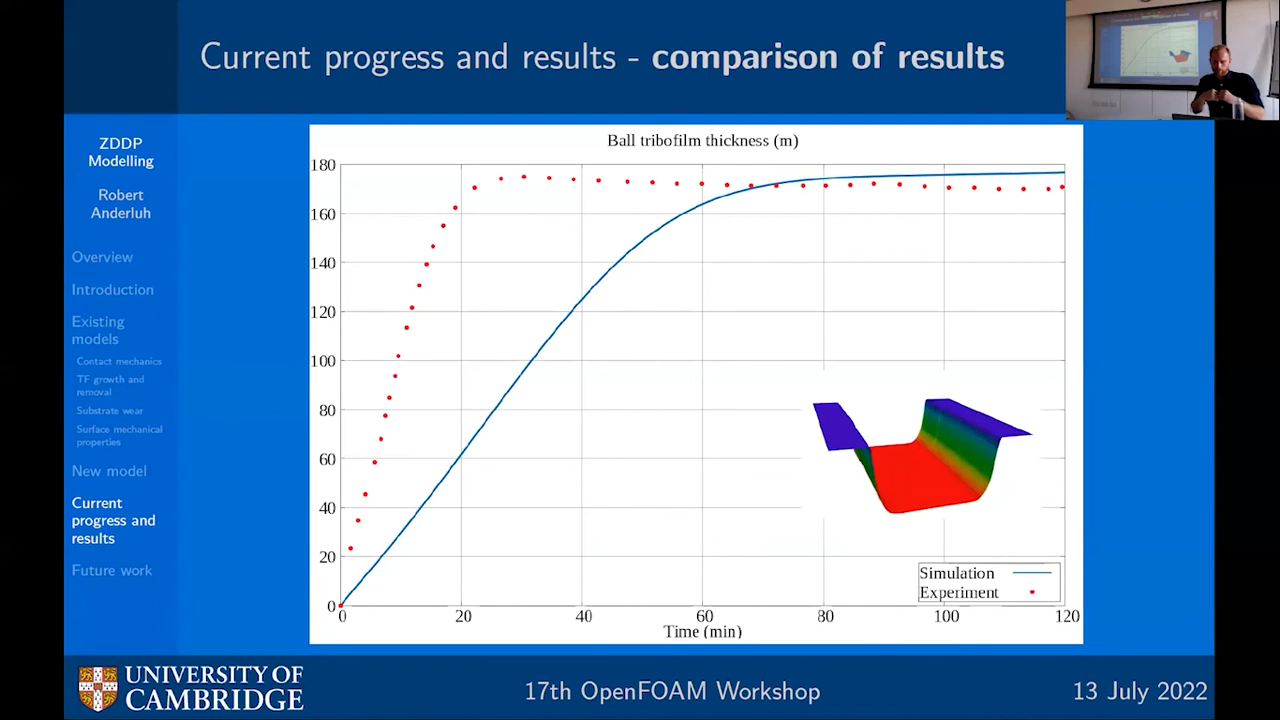 Current progress and results - comparison of results
ZDDP
Modelling
Robert
Anderluh
Overview
Introduction
Existing
models
Contact mechanics
TF growth and
removal
Substrate wear
Surface mechanical
properties
New model
Current
progress and
results
Future work
Ball tribofilm thickness (m)
180
160
140
120
100
80
60
40
20
0
0 20 40 60 80 100 120
Time (min)
Simulation
Experiment
UNIVERSITY OF
CAMBRIDGE
17th OpenFOAM Workshop
13 July 2022